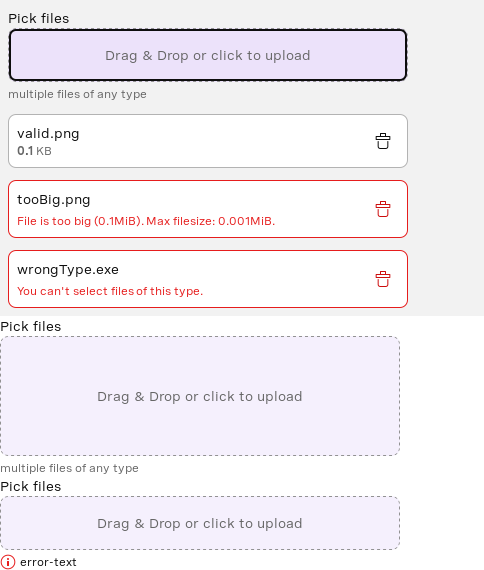 Pick files
Drag & Drop or click to upload
multiple files of any type
valid.png
0.1 KB
tooBig.png
File is too big (0.1MiB). Max filesize: 0.001MiB.
wrongType.exe
You can't select files of this type.
Pick files
Drag & Drop or click to upload
multiple files of any type
Pick files
Drag & Drop or click to upload
error-text